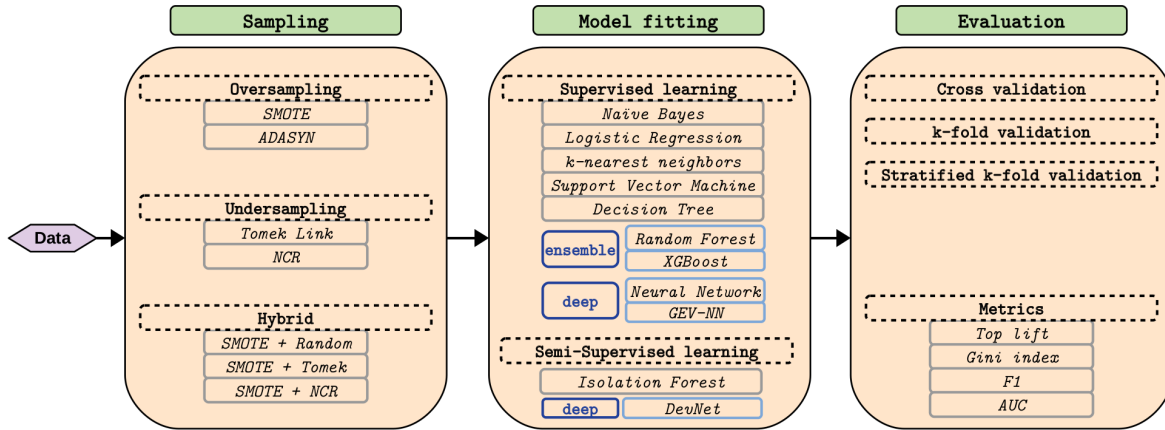 Sampling
Model fitting
Evaluation
Data
Oversampling
SMOTE
ADASYN
Undersampling
Tomek Link
NCR
Hybrid
SMOTE + Random
SMOTE + Tomek
SMOTE + NCR
Supervised learning
Naïve Bayes
Logistic Regression
k-nearest neighbors
Support Vector Machine
Decision Tree
ensemble
Random Forest
XGBoost
deep
Neural Network
GEV-NN
Semi-Supervised learning
Isolation Forest
deep
DevNet
Cross validation
k-fold validation
Stratified k-fold validation
Metrics
Top lift
Gini index
F1
AUC